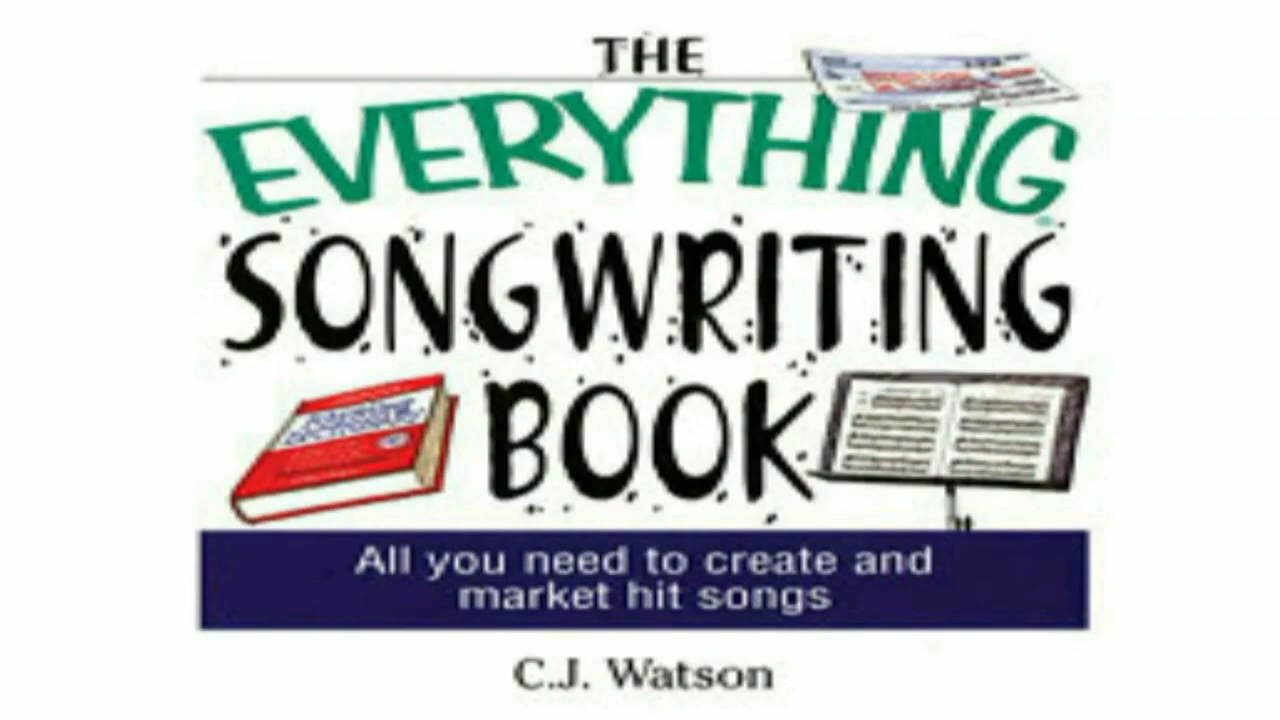 THE
EVERYTHING
SONGWRITING
BOOK
All you need to create and
market hit songs
C.J. Watson